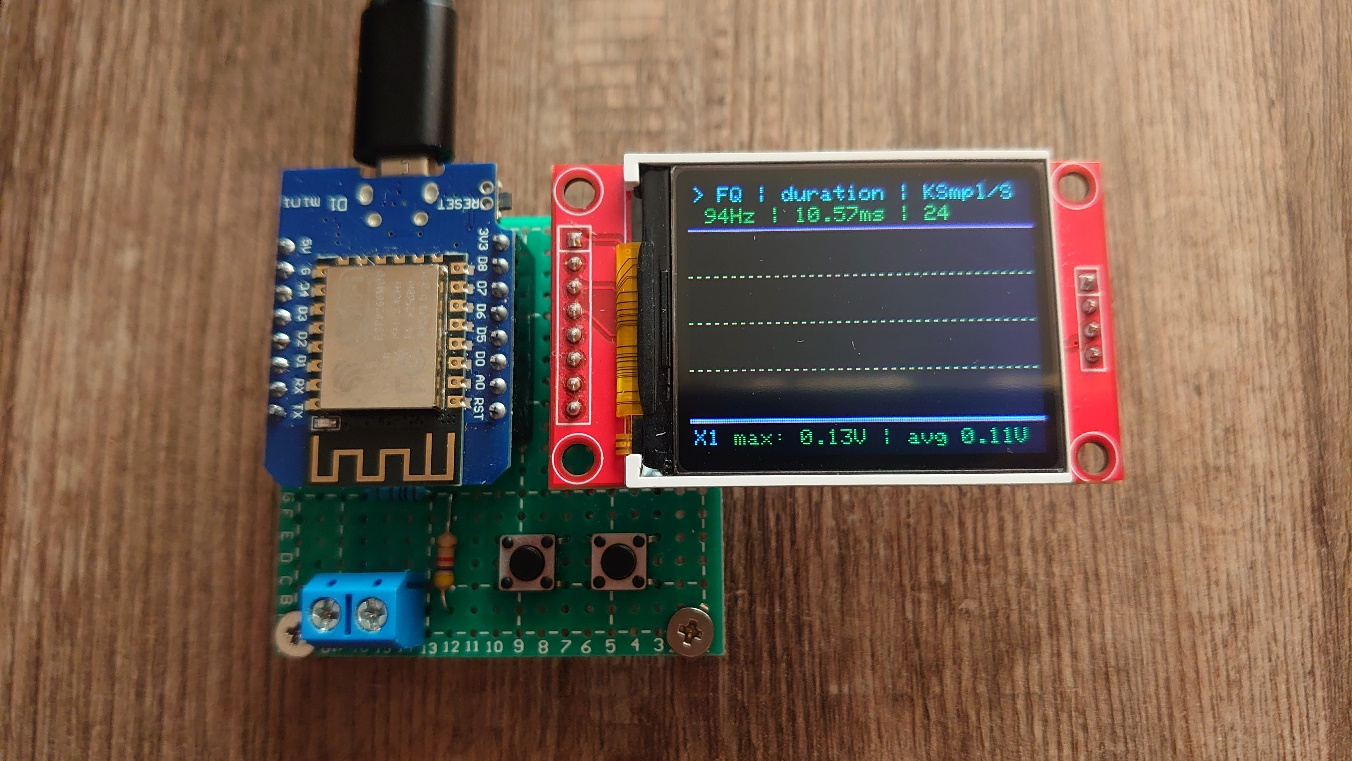 > FQ | duration | KSmpl/S
94Hz | 10.57ms | 24
X1 max: 0.13V | avg 0.11V
D1 mini
RESET
5V
G
D4
D3
D2
D1
RX
TX
3V3
D8
D7
D6
D5
D0
A0
RST
G
F
E
D
C
B
13 12 11 10 9 8 7 6 5 4 3